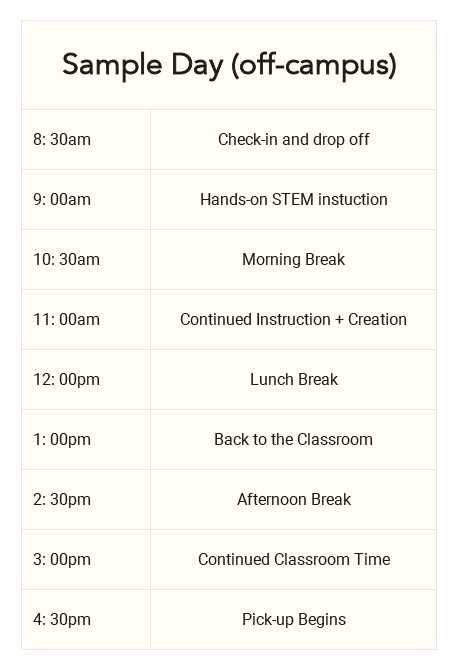 Sample Day (off-campus)
8: 30am Check-in and drop off
9: 00am Hands-on STEM instuction
10: 30am Morning Break
11: 00am Continued Instruction + Creation
12: 00pm Lunch Break
1: 00pm Back to the Classroom
2: 30pm Afternoon Break
3: 00pm Continued Classroom Time
4: 30pm Pick-up Begins